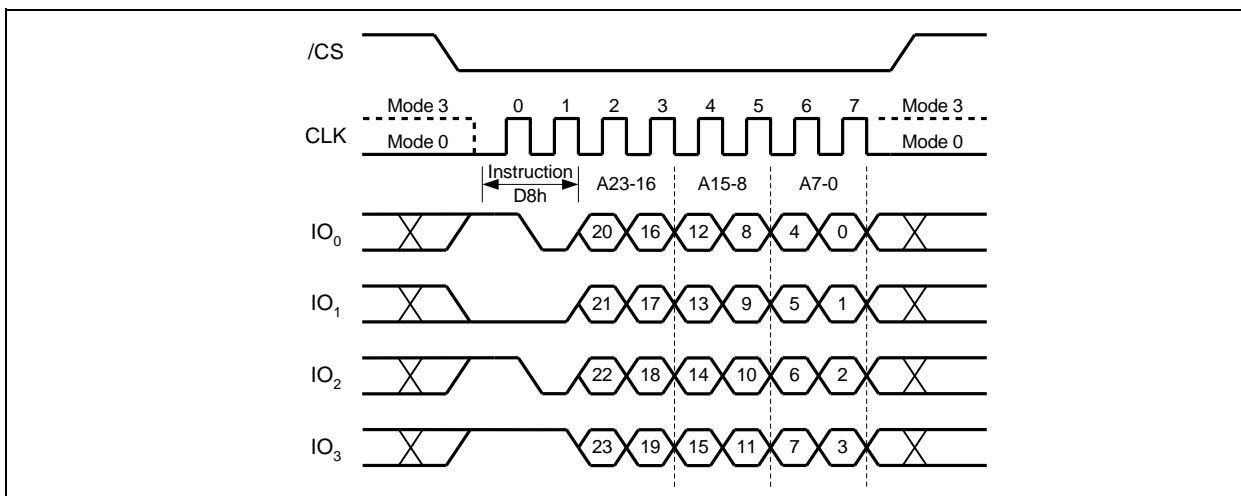 /CS
Mode 3 0 1 2 3 4 5 6 7 Mode 3
CLK
Mode 0 Mode 0
Instruction A23-16 A15-8 A7-0
D8h
IO0 20 16 12 8 4 0
IO1 21 17 13 9 5 1
IO2 22 18 14 10 6 2
IO3 23 19 15 11 7 3